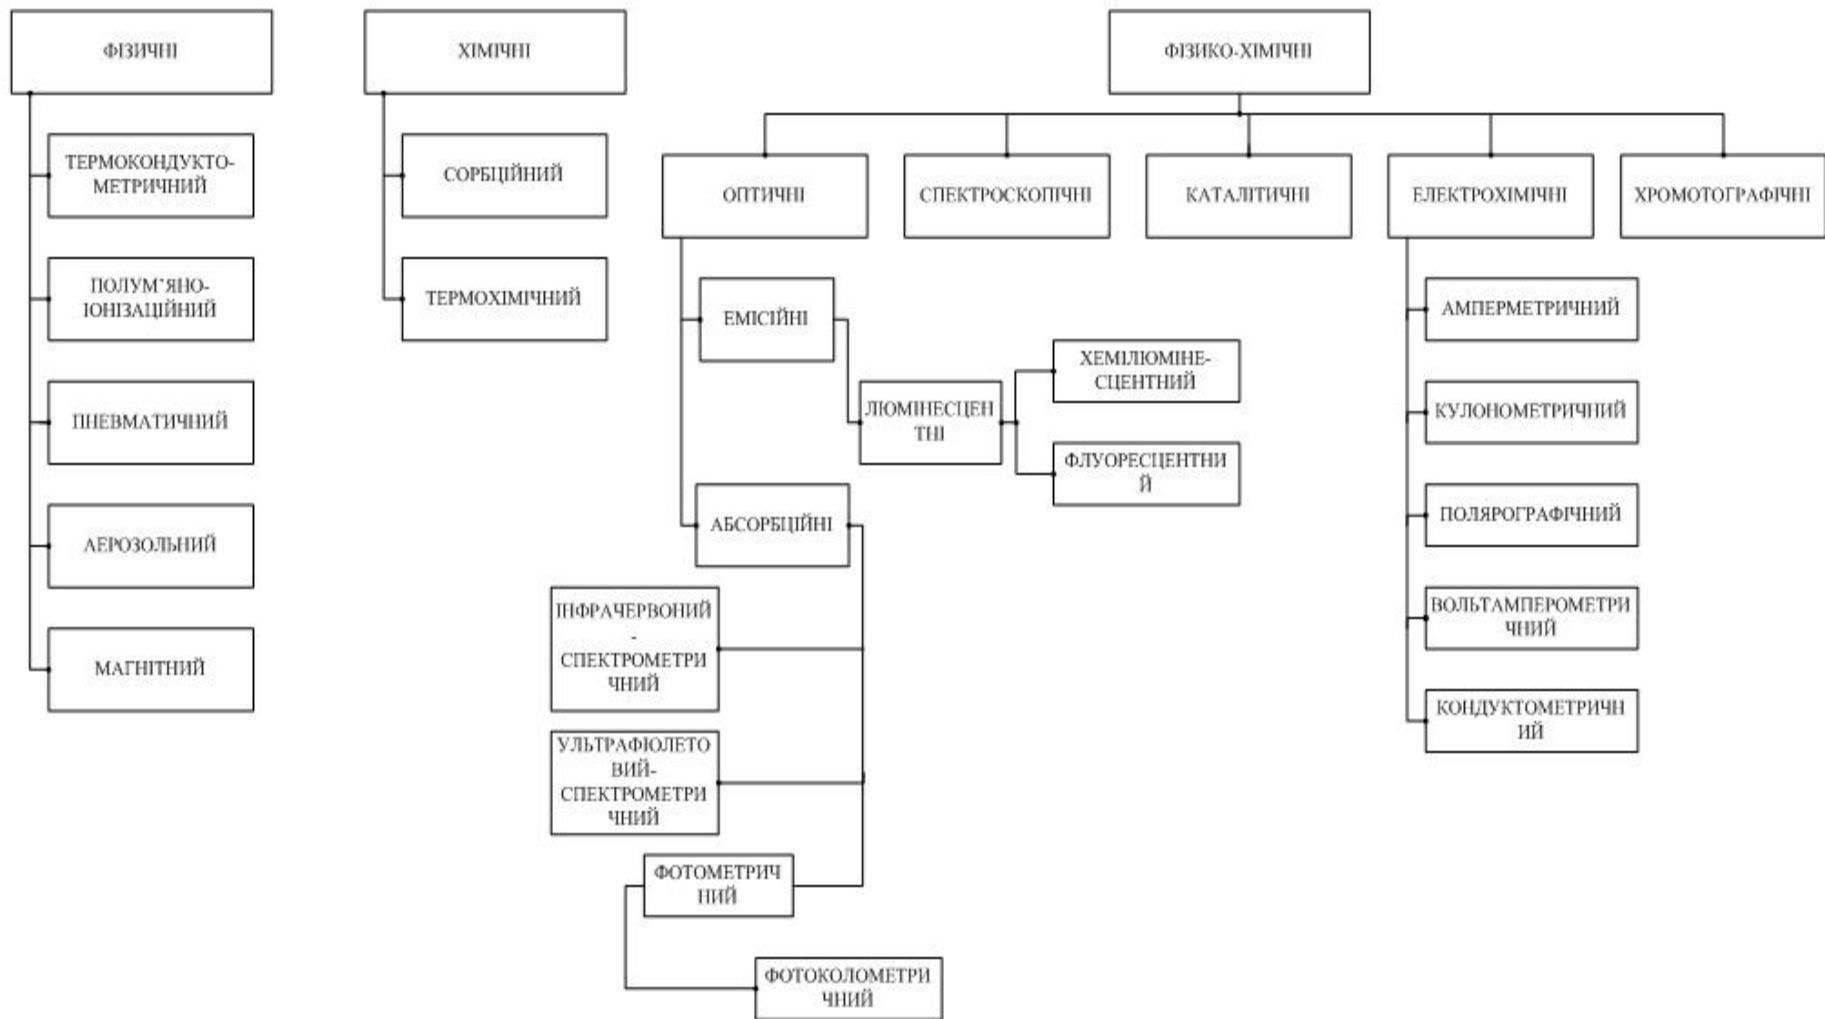 ФІЗИЧНІ
ТЕРМОКОНДУКТО-
МЕТРИЧНИЙ
ПОЛУМ`ЯНО-
ІОНІЗАЦІЙНИЙ
ПНЕВМАТИЧНИЙ
АЕРОЗОЛЬНИЙ
МАГНІТНИЙ
ХІМІЧНІ
СОРБЦІЙНИЙ
ТЕРМОХІМІЧНИЙ
ФІЗИКО-ХІМІЧНІ
ОПТИЧНІ
СПЕКТРОСКОПІЧНІ
КАТАЛІТИЧНІ
ЕЛЕКТРОХІМІЧНІ
ХРОМОТОГРАФІЧНІ
ЕМІСІЙНІ
ЛЮМІНЕСЦЕН
ТНІ
ХЕМІЛЮМІНЕ-
СЦЕНТНИЙ
ФЛУОРЕСЦЕНТНИ
Й
АБСОРБЦІЙНІ
ІНФРАЧЕРВОНИЙ
-
СПЕКТРОМЕТРИ
ЧНИЙ
УЛЬТРАФІОЛЕТО
ВИЙ-
СПЕКТРОМЕТРИ
ЧНИЙ
ФОТОМЕТРИЧ
НИЙ
ФОТОКОЛОМЕТРИ
ЧНИЙ
АМПЕРМЕТРИЧНИЙ
КУЛОНОМЕТРИЧНИЙ
ПОЛЯРОГРАФІЧНИЙ
ВОЛЬТАМПЕРОМЕТРИ
ЧНИЙ
КОНДУКТОМЕТРИЧН
ИЙ